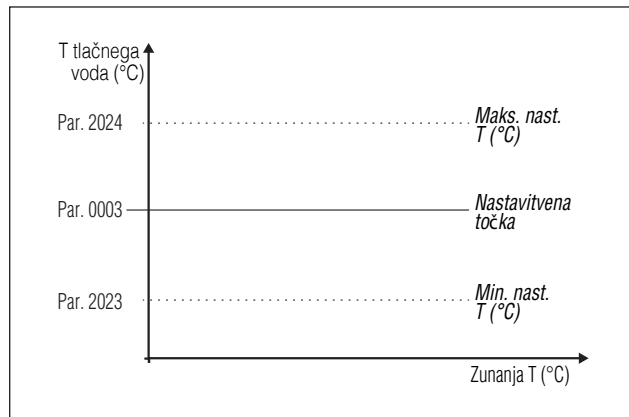 T tlačnega
voda (°C)
Par. 2024
Maks. nast.
T (°C)
Par. 0003
Nastavitvena
točka
Par. 2023
Min. nast.
T (°C)
Zunanja T (°C)